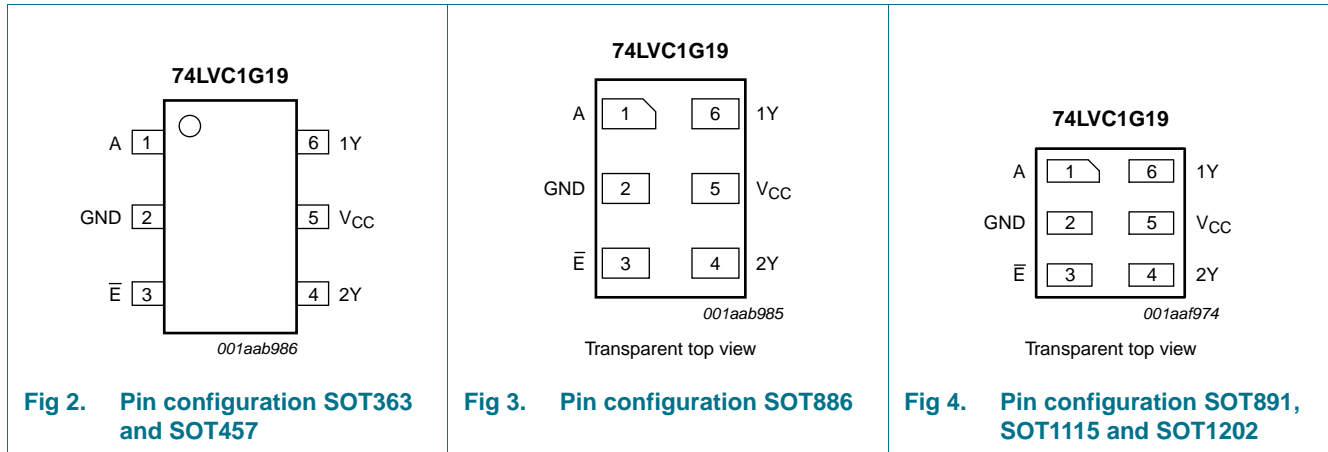 74LVC1G19
A 1 6 1Y
GND 2 5 VCC
E̅ 3 4 2Y
001aab986
Fig 2. Pin configuration SOT363
and SOT457
74LVC1G19
A 1 6 1Y
GND 2 5 VCC
E̅ 3 4 2Y
001aab985
Transparent top view
Fig 3. Pin configuration SOT886
74LVC1G19
A 1 6 1Y
GND 2 5 VCC
E̅ 3 4 2Y
001aaf974
Transparent top view
Fig 4. Pin configuration SOT891,
SOT1115 and SOT1202